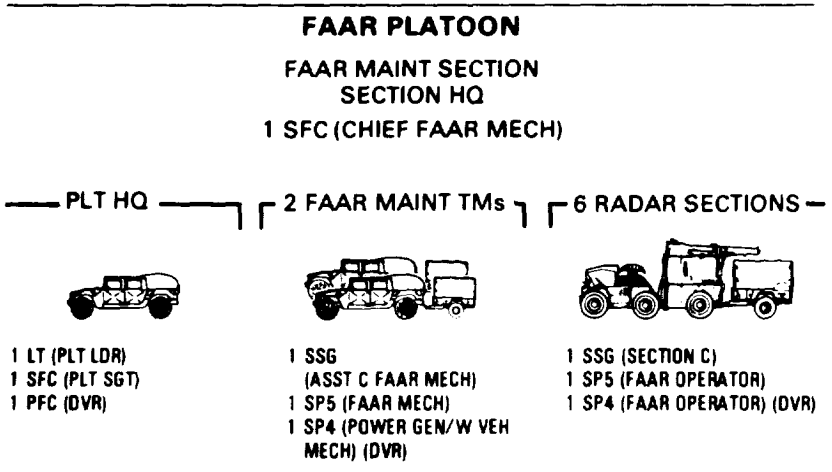 FAAR PLATOON
FAAR MAINT SECTION
SECTION HQ
1 SFC (CHIEF FAAR MECH)
PLT HQ
1 LT (PLT LDR)
1 SFC (PLT SGT)
1 PFC (DVR)
2 FAAR MAINT TMs
1 SSG
(ASST C FAAR MECH)
1 SP5 (FAAR MECH)
1 SP4 (POWER GEN/W VEH
MECH) (DVR)
6 RADAR SECTIONS
1 SSG (SECTION C)
1 SP5 (FAAR OPERATOR)
1 SP4 (FAAR OPERATOR) (DVR)